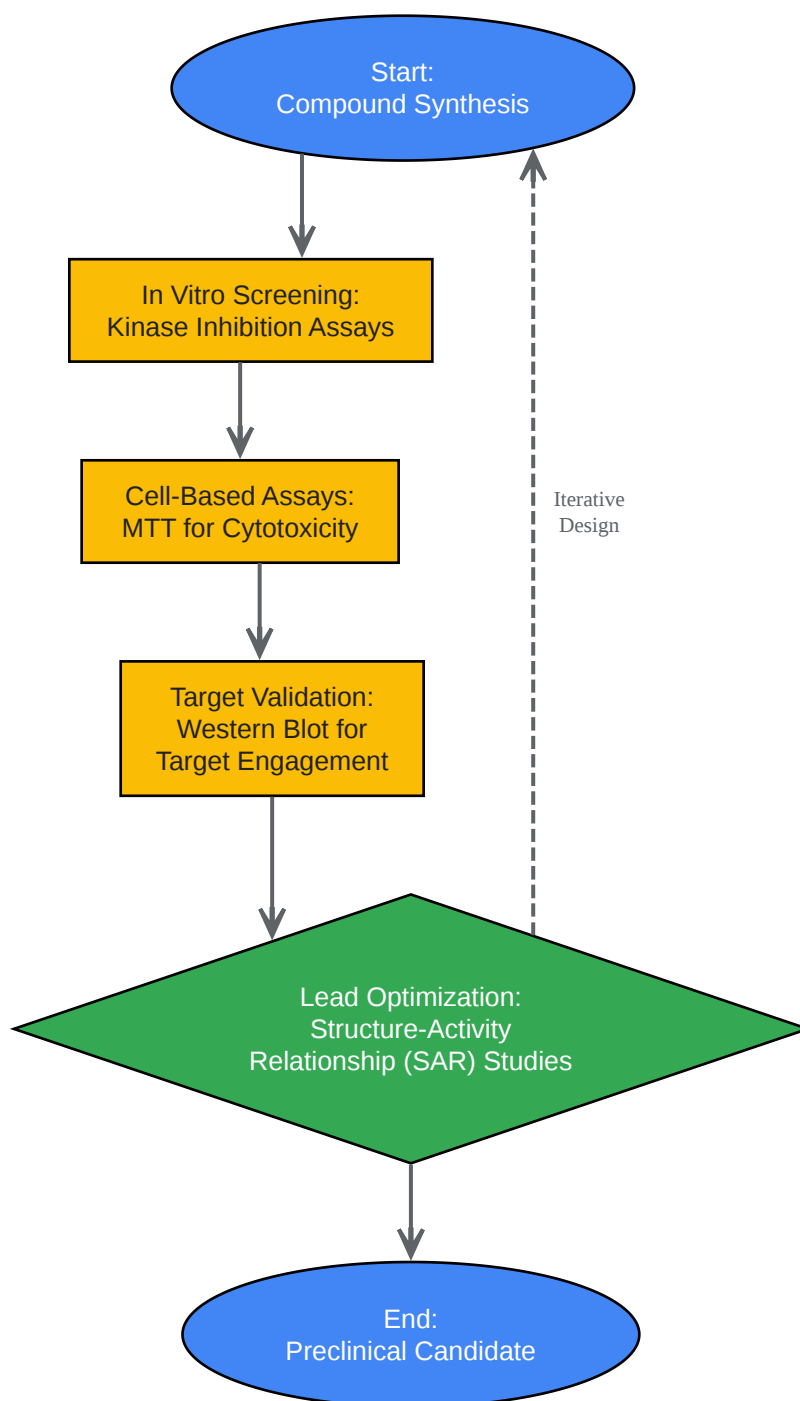 Start:
Compound Synthesis
In Vitro Screening:
Kinase Inhibition Assays
Cell-Based Assays:
MTT for Cytotoxicity
Iterative
Design
Target Validation:
Western Blot for
Target Engagement
Lead Optimization:
Structure-Activity
Relationship (SAR) Studies
End:
Preclinical Candidate